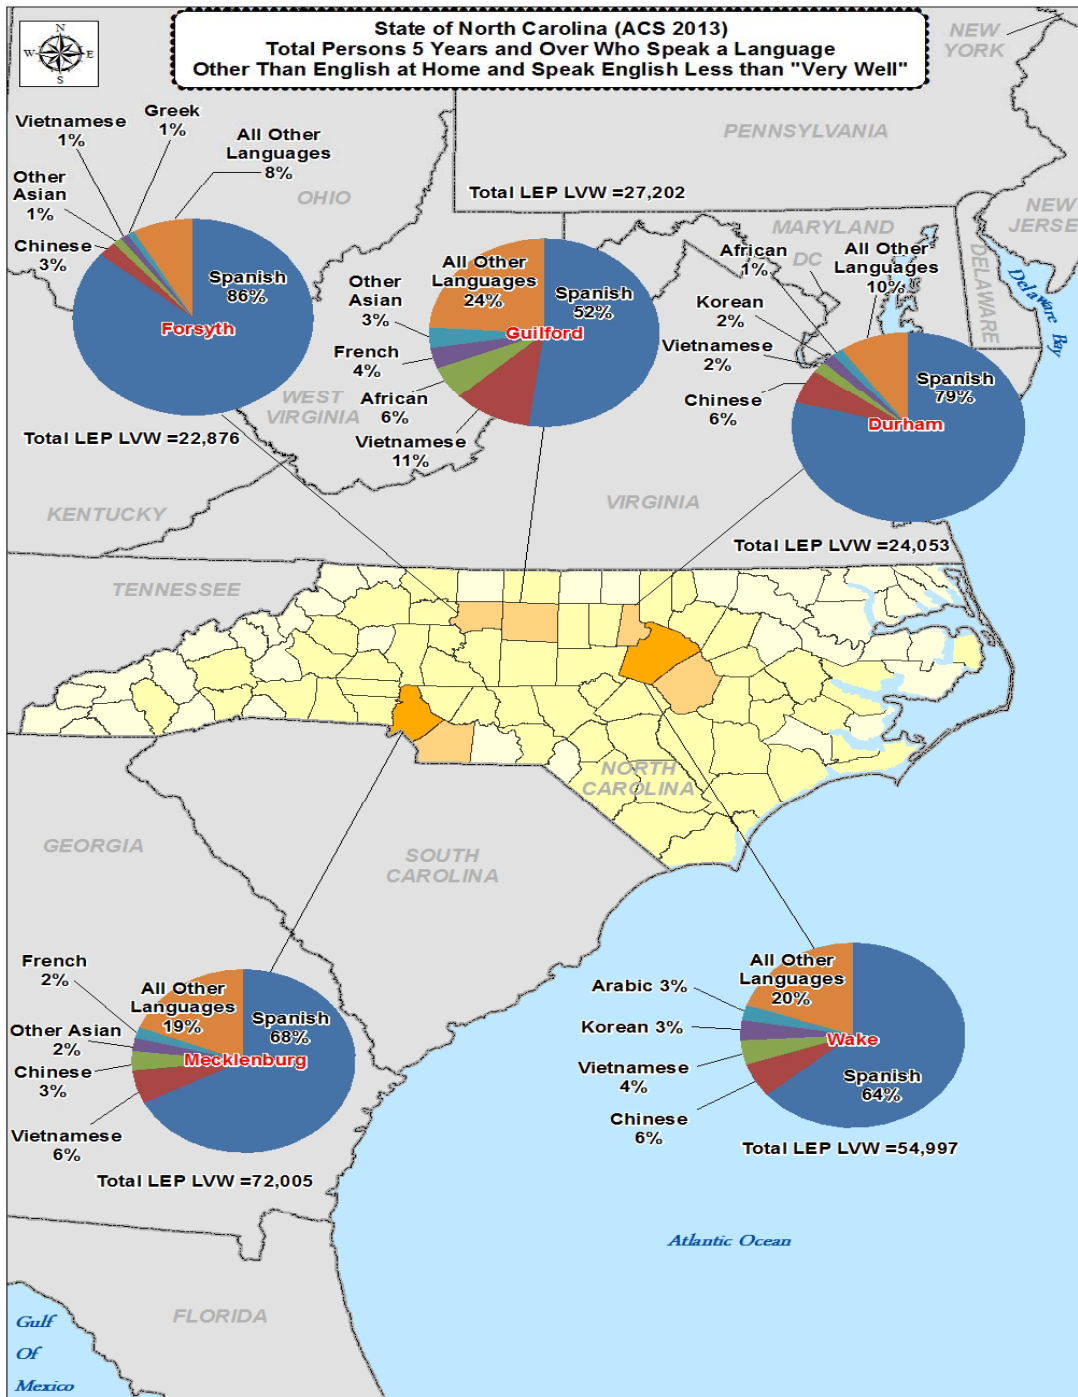 State of North Carolina (ACS 2013)
Total Persons 5 Years and Over Who Speak a Language
Other Than English at Home and Speak English Less than "Very Well"
N
W
E
S
NEW
YORK
PENNSYLVANIA
OHIO
MARYLAND
DC
DELAWARE
NEW
JERSE
Delaware Bay
WEST
VIRGINIA
VIRGINIA
KENTUCKY
TENNESSEE
Vietnamese
1%
Greek
1%
All Other
Languages
8%
Other
Asian
1%
Chinese
3%
Spanish
86%
Forsyth
Total LEP LVW =22,876
Total LEP LVW =27,202
All Other
Languages
24%
Spanish
52%
Guilford
Other
Asian
3%
French
4%
African
6%
Vietnamese
11%
African
1%
All Other
Languages
10%
Korean
2%
Vietnamese
2%
Chinese
6%
Spanish
79%
Durham
Total LEP LVW =24,053
NORTH
CAROLINA
GEORGIA
SOUTH
CAROLINA
French
2%
All Other
Languages
19%
Spanish
68%
Other Asian
2%
Mecklenburg
Chinese
3%
Vietnamese
6%
Total LEP LVW =72,005
All Other
Languages
20%
Arabic 3%
Korean 3%
Wake
Vietnamese
4%
Spanish
64%
Chinese
6%
Total LEP LVW =54,997
Atlantic Ocean
FLORIDA
Gulf
Of
Mexico